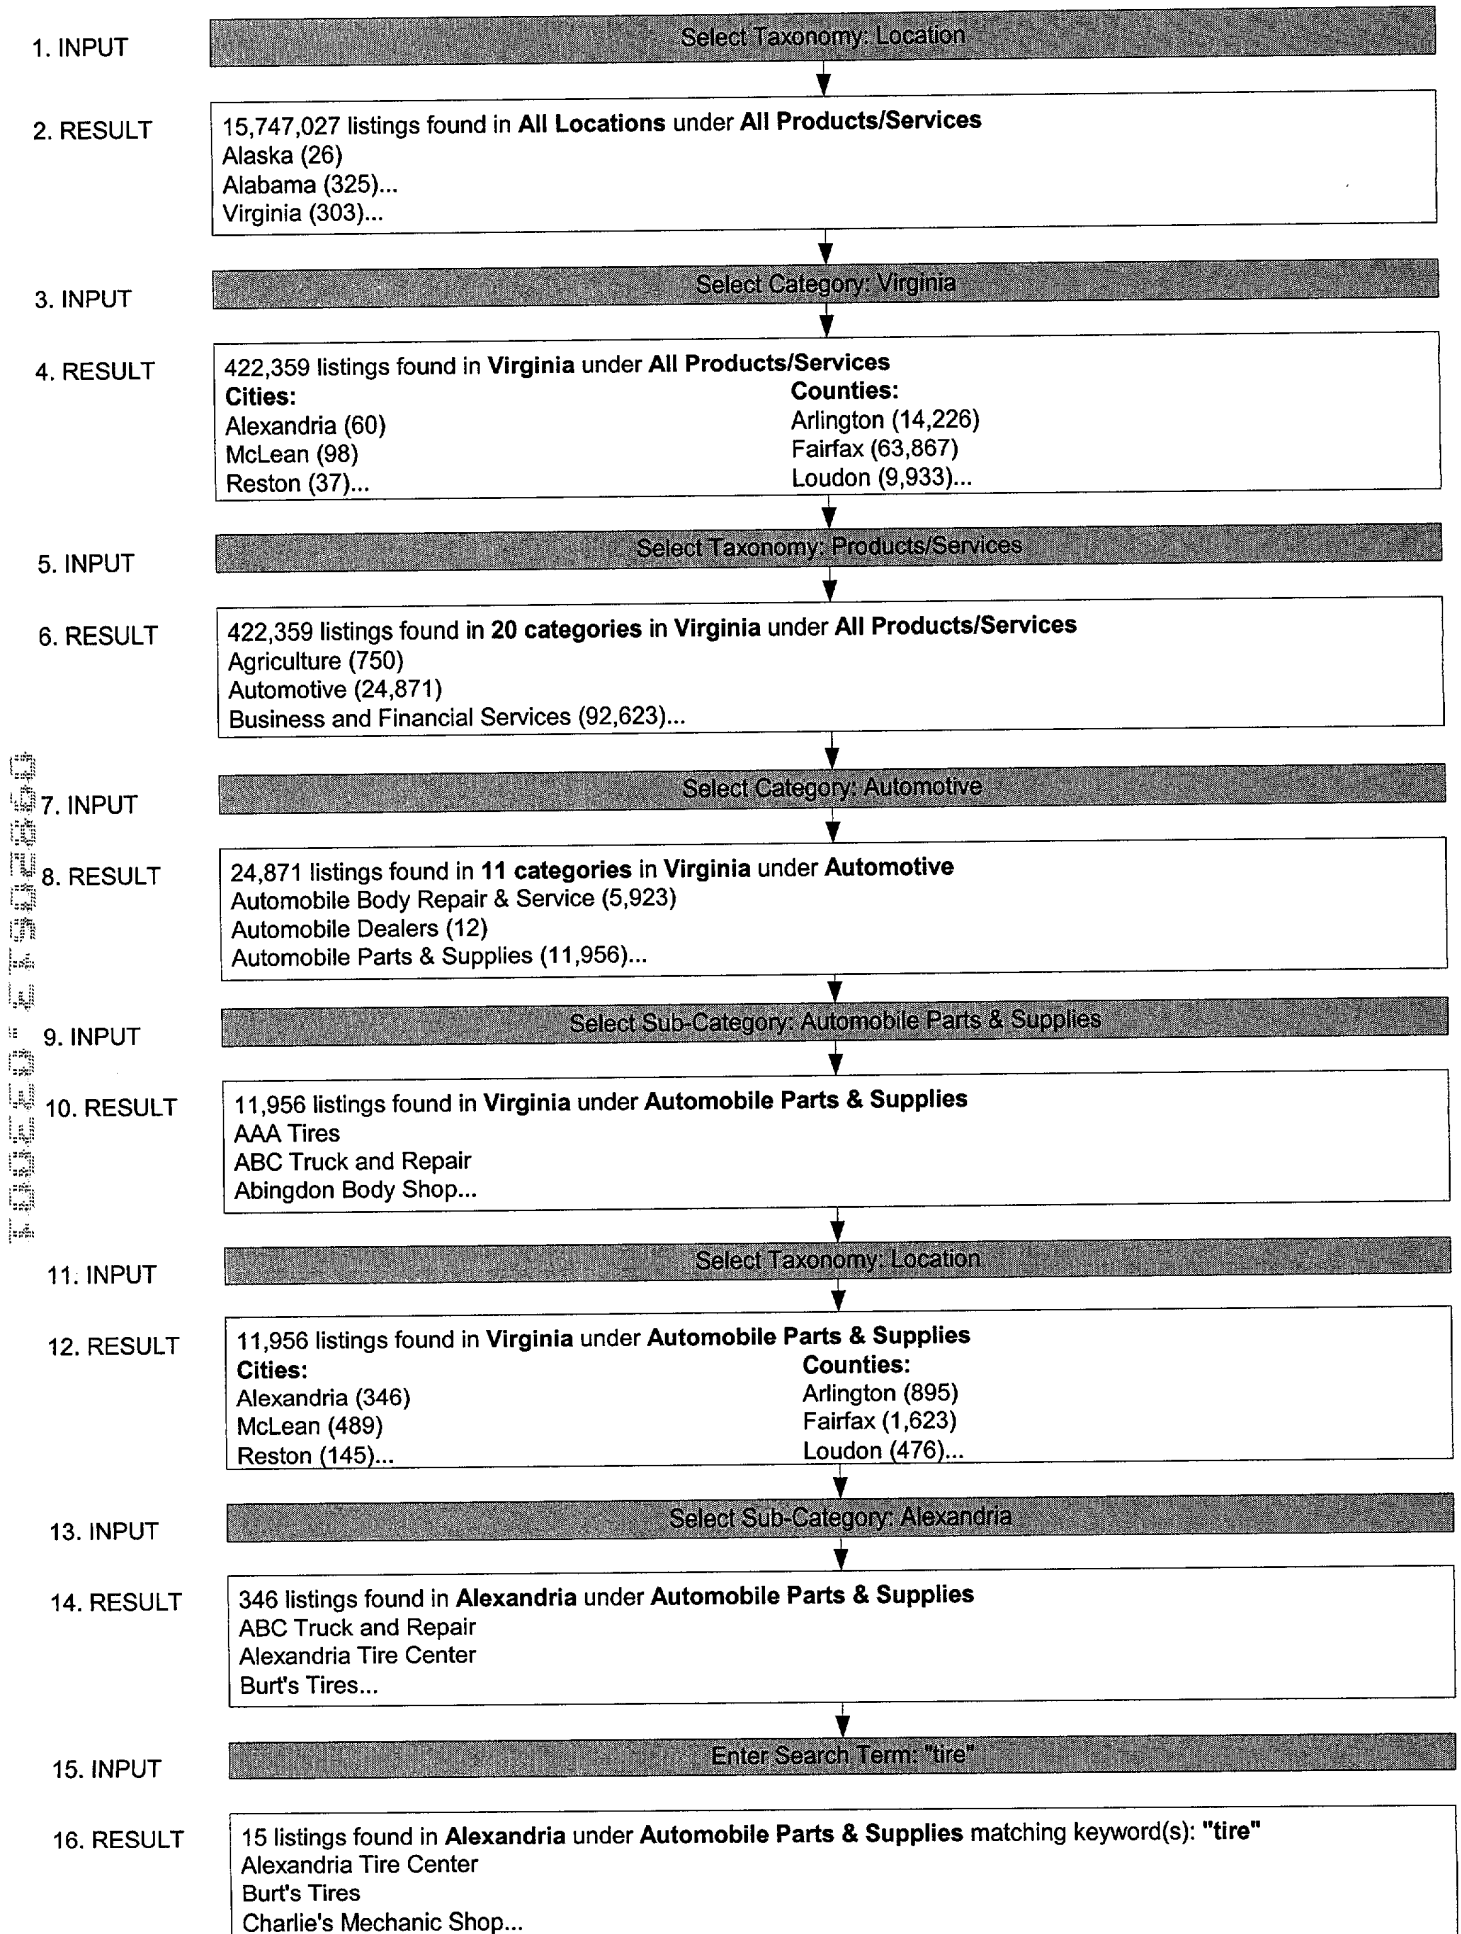 1. INPUT
Select Taxonomy: Location
2. RESULT
15,747,027 listings found in All Locations under All Products/Services
Alaska (26)
Alabama (325)...
Virginia (303)...
3. INPUT
Select Category: Virginia
4. RESULT
422,359 listings found in Virginia under All Products/Services
Cities:
Counties:
Alexandria (60)
Arlington (14,226)
McLean (98)
Fairfax (63,867)
Reston (37)...
Loudon (9,933)...
5. INPUT
Select Taxonomy: Products/Services
6. RESULT
422,359 listings found in 20 categories in Virginia under All Products/Services
Agriculture (750)
Automotive (24,871)
Business and Financial Services (92,623)...
7. INPUT
Select Category: Automotive
8. RESULT
24,871 listings found in 11 categories in Virginia under Automotive
Automobile Body Repair & Service (5,923)
Automobile Dealers (12)
Automobile Parts & Supplies (11,956)...
9. INPUT
Select Sub-Category: Automobile Parts & Supplies
10. RESULT
11,956 listings found in Virginia under Automobile Parts & Supplies
AAA Tires
ABC Truck and Repair
Abingdon Body Shop...
11. INPUT
Select Taxonomy: Location
12. RESULT
11,956 listings found in Virginia under Automobile Parts & Supplies
Cities:
Counties:
Alexandria (346)
Arlington (895)
McLean (489)
Fairfax (1,623)
Reston (145)...
Loudon (476)...
13. INPUT
Select Sub-Category: Alexandria
14. RESULT
346 listings found in Alexandria under Automobile Parts & Supplies
ABC Truck and Repair
Alexandria Tire Center
Burt's Tires...
15. INPUT
Enter Search Term: "tire"
16. RESULT
15 listings found in Alexandria under Automobile Parts & Supplies matching keyword(s): "tire"
Alexandria Tire Center
Burt's Tires
Charlie's Mechanic Shop...